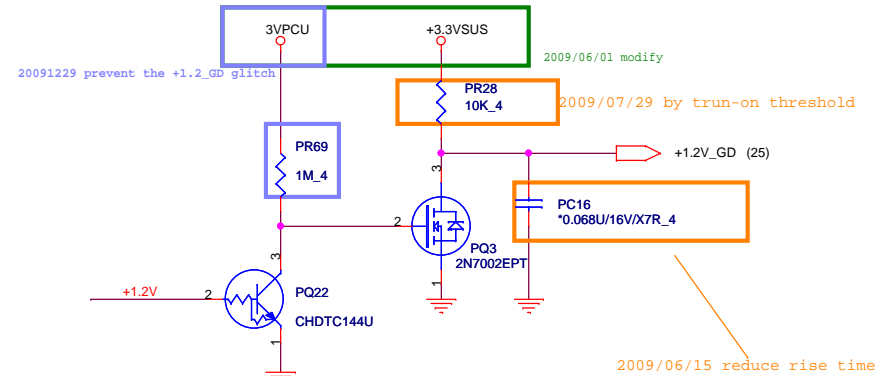 3VPCU
+3.3VSUS
2009/06/01 modify
20091229 prevent the +1.2_GD glitch
PR28
10K_4
2009/07/29 by trun-on threshold
PR69
1M_4
3
+1.2V_GD (25)
2
PC16
*0.068U/16V/X7R_4
PQ3
2N7002EPT
3
1
+1.2V
2
PQ22
CHDTC144U
1
2009/06/15 reduce rise time